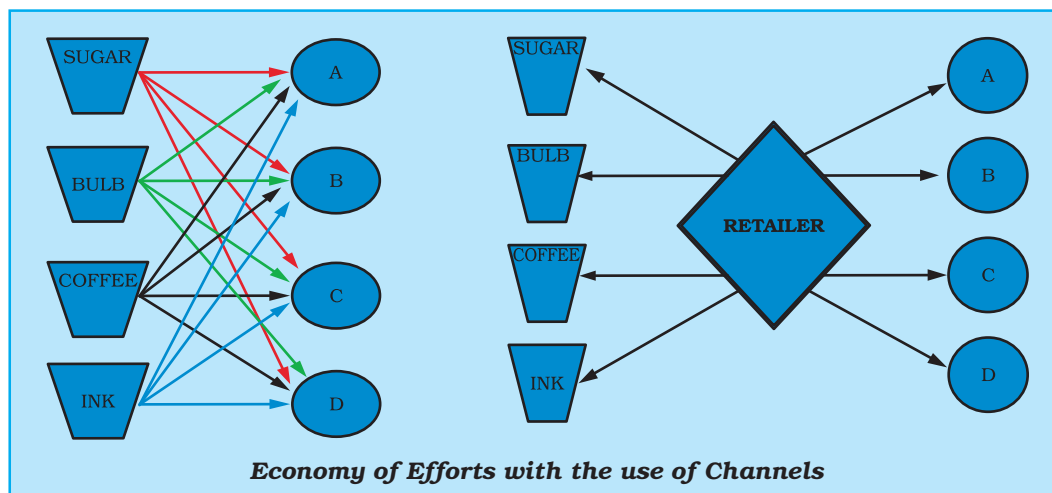 SUGAR
A
BULB
B
COFFEE
C
INK
D
SUGAR
A
BULB
B
RETAILER
COFFEE
C
INK
D
Economy of Efforts with the use of Channels